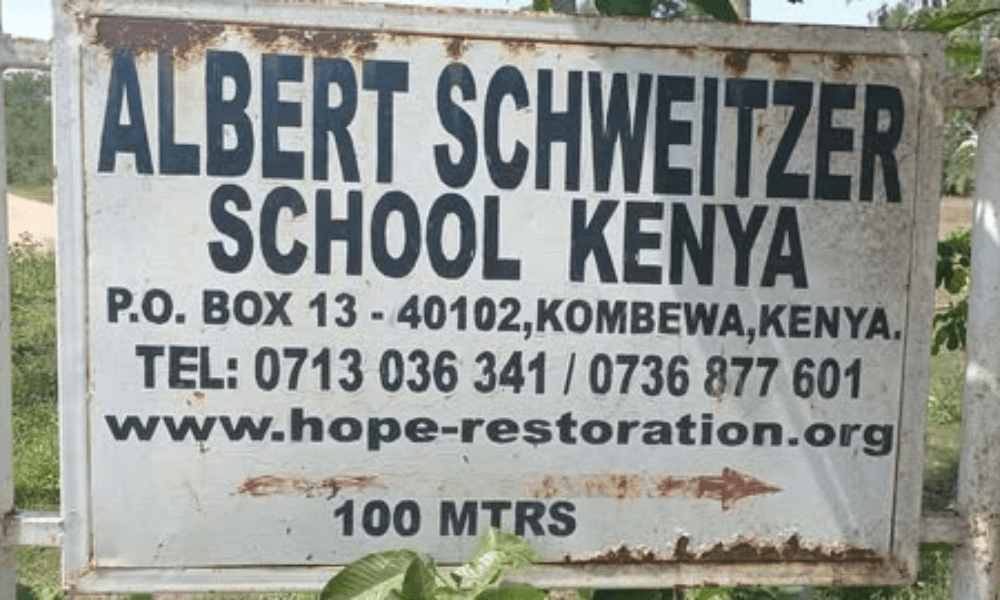 ALBERT SCHWEITZER
SCHOOL KENYA
P.O. BOX 13 - 40102,KOMBEWA,KENYA.
TEL: 0713 036 341 / 0736 877 601
www.hope-restoration.org
100 MTRS